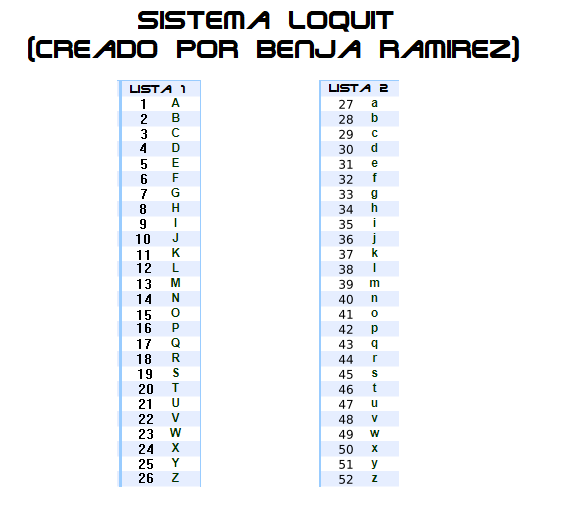 SISTEMA LOQUIT
(CREADO POR BENJA RAMIREZ)
LISTA 1
1 A
2 B
3 C
4 D
5 E
6 F
7 G
8 H
9 I
10 J
11 K
12 L
13 M
14 N
15 O
16 P
17 Q
18 R
19 S
20 T
21 U
22 V
23 W
24 X
25 Y
26 Z
LISTA 2
27 a
28 b
29 c
30 d
31 e
32 f
33 g
34 h
35 i
36 j
37 k
38 l
39 m
40 n
41 o
42 p
43 q
44 r
45 s
46 t
47 u
48 v
49 w
50 x
51 y
52 z